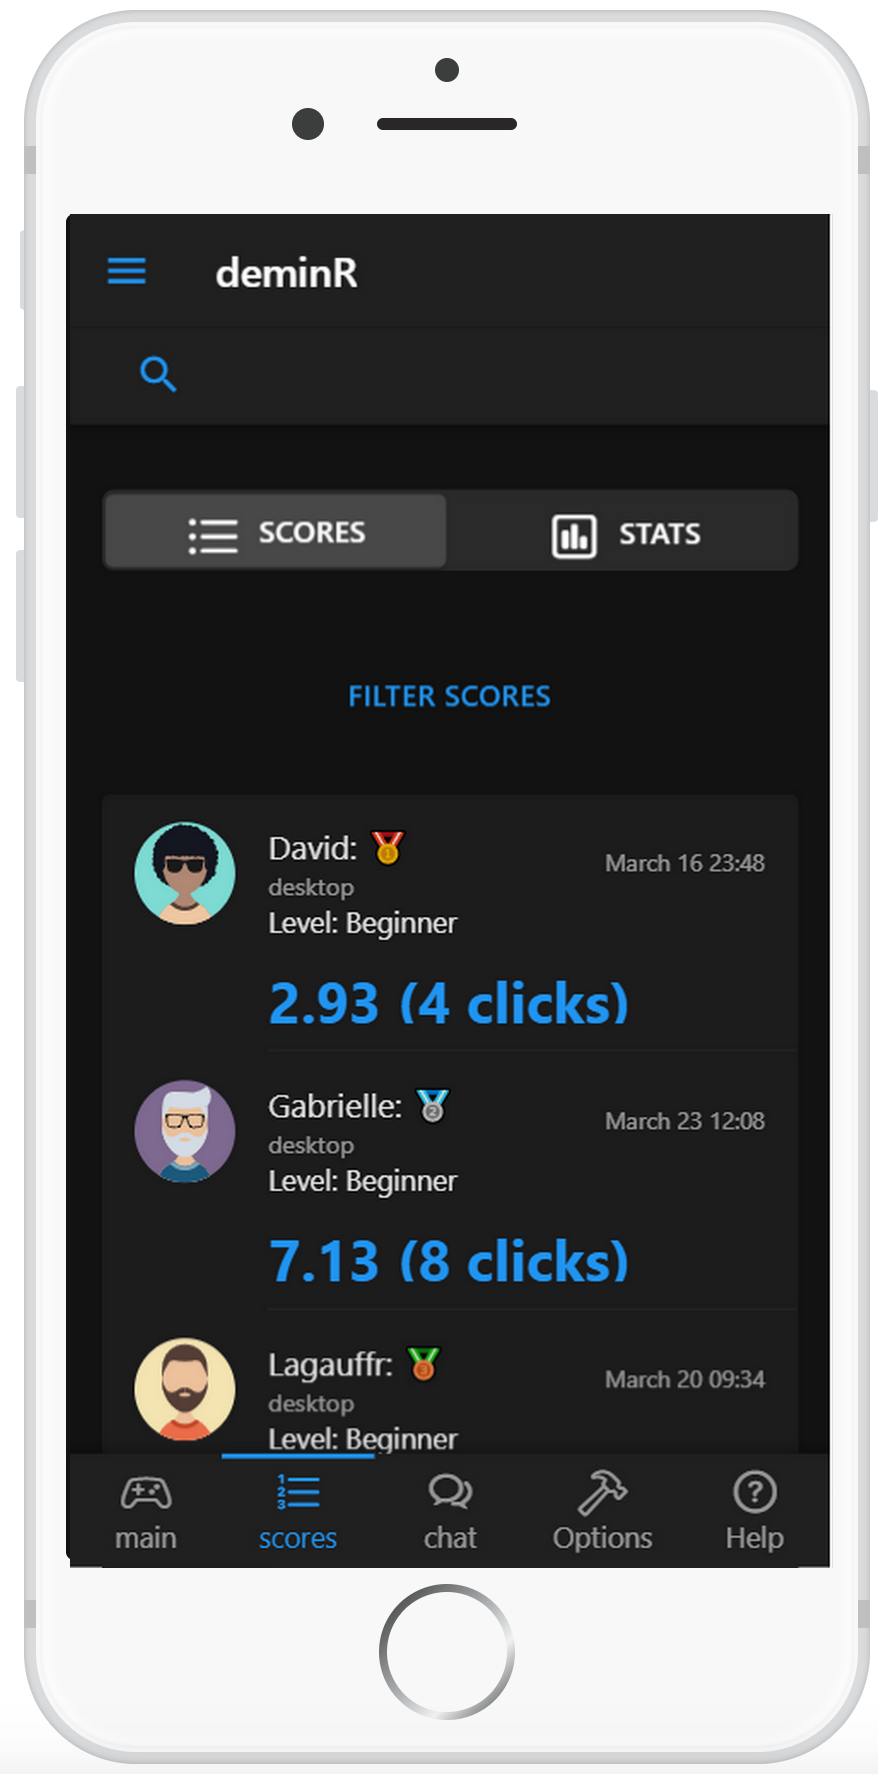 deminR
SCORES
STATS
FILTER SCORES
David:
March 16 23:48
desktop
Level: Beginner
2.93 (4 clicks)
Gabrielle:
March 23 12:08
desktop
Level: Beginner
7.13 (8 clicks)
Lagauffr:
March 20 09:34
desktop
Level: Beginner
main
scores
chat
Options
Help